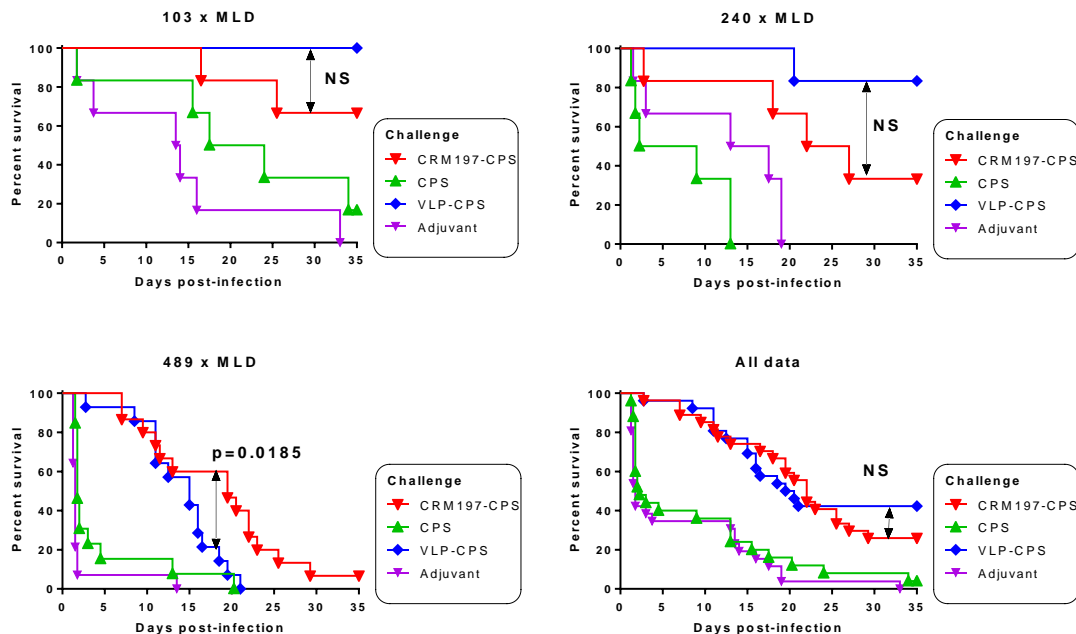 103 x MLD
Percent survival
100
80
60
40
20
0
0 5 10 15 20 25 30 35
Days post-infection
NS
Challenge
CRM197-CPS
CPS
VLP-CPS
Adjuvant
240 x MLD
Percent survival
100
80
60
40
20
0
0 5 10 15 20 25 30 35
Days post-infection
NS
Challenge
CRM197-CPS
CPS
VLP-CPS
Adjuvant
489 x MLD
Percent survival
100
80
60
40
20
0
0 5 10 15 20 25 30 35
Days post-infection
p=0.0185
Challenge
CRM197-CPS
CPS
VLP-CPS
Adjuvant
All data
Percent survival
100
80
60
40
20
0
0 5 10 15 20 25 30 35
Days post-infection
NS
Challenge
CRM197-CPS
CPS
VLP-CPS
Adjuvant